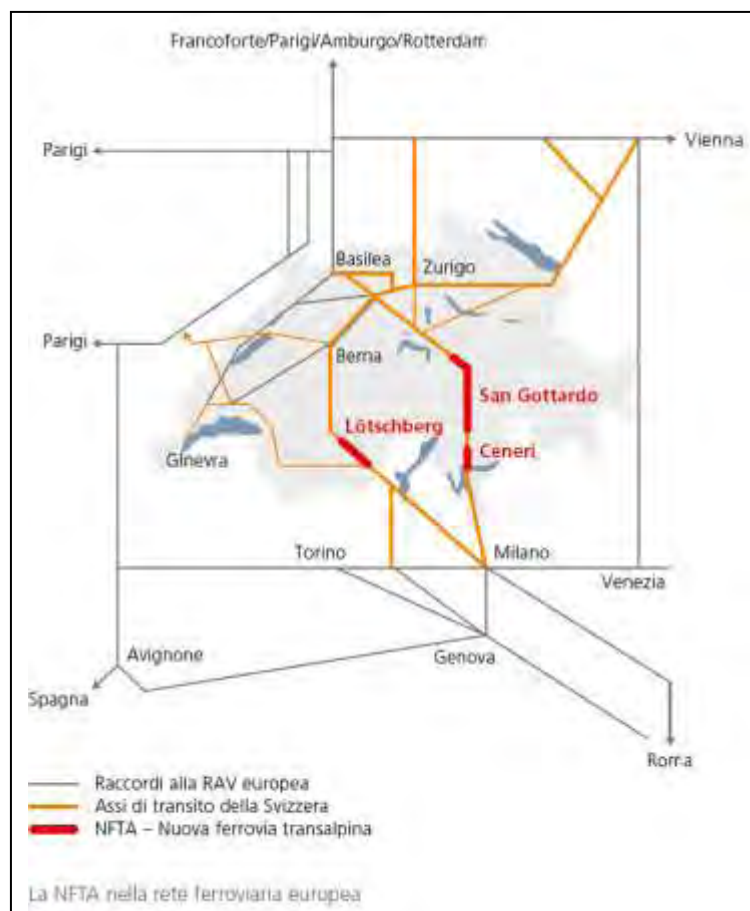 Francoforte/Parigi/Amburgo/Rotterdam
Parigi
Vienna
Basilea
Zurigo
Parigi
Berna
San Gottardo
Lötschberg
Ceneri
Ginevra
Torino
Milano
Venezia
Avignone
Genova
Spagna
Roma
Raccordi alla RAV europea
Assi di transito della Svizzera
NFTA – Nuova ferrovia transalpina
La NFTA nella rete ferroviaria europea